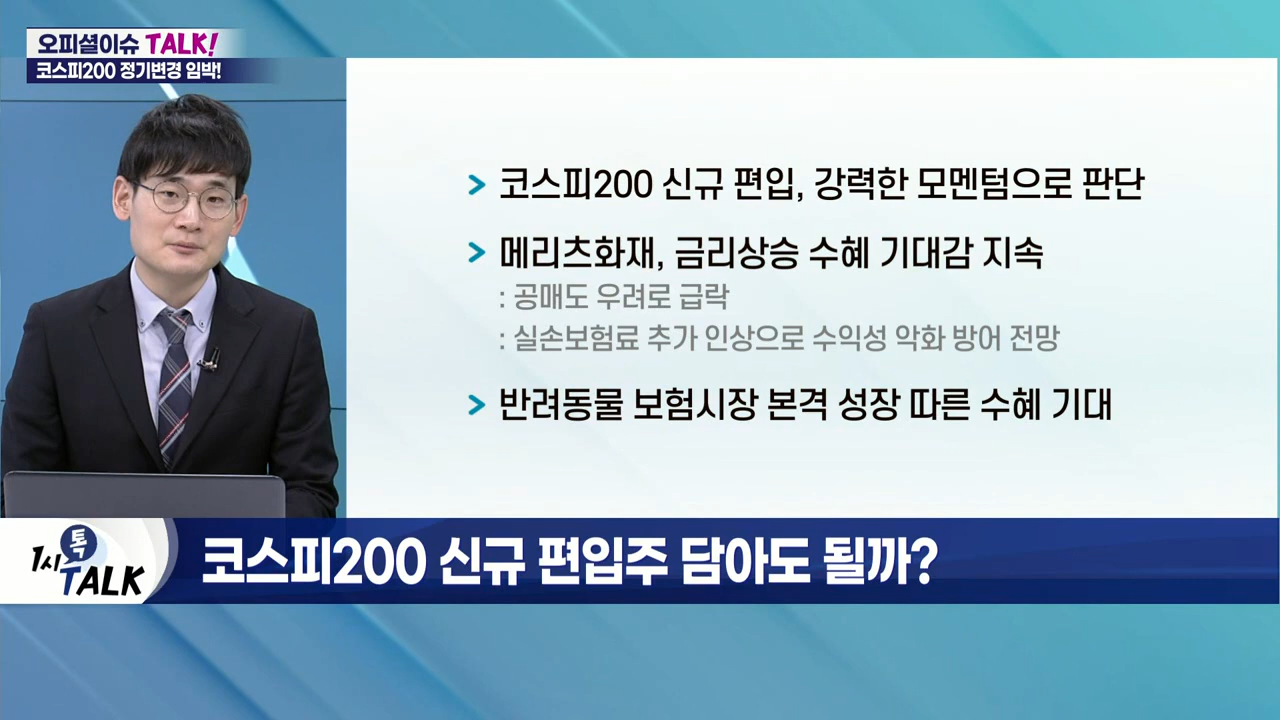 오피셜이슈 TALK!
코스피200 정기변경 임박!
> 코스피200 신규 편입, 강력한 모멘텀으로 판단
> 메리츠화재, 금리상승 수혜 기대감 지속
: 공매도 우려로 급락
: 실손보험료 추가 인상으로 수익성 악화 방어 전망
> 반려동물 보험시장 본격 성장 따른 수혜 기대
1시 톡 TALK
코스피200 신규 편입주 담아도 될까?